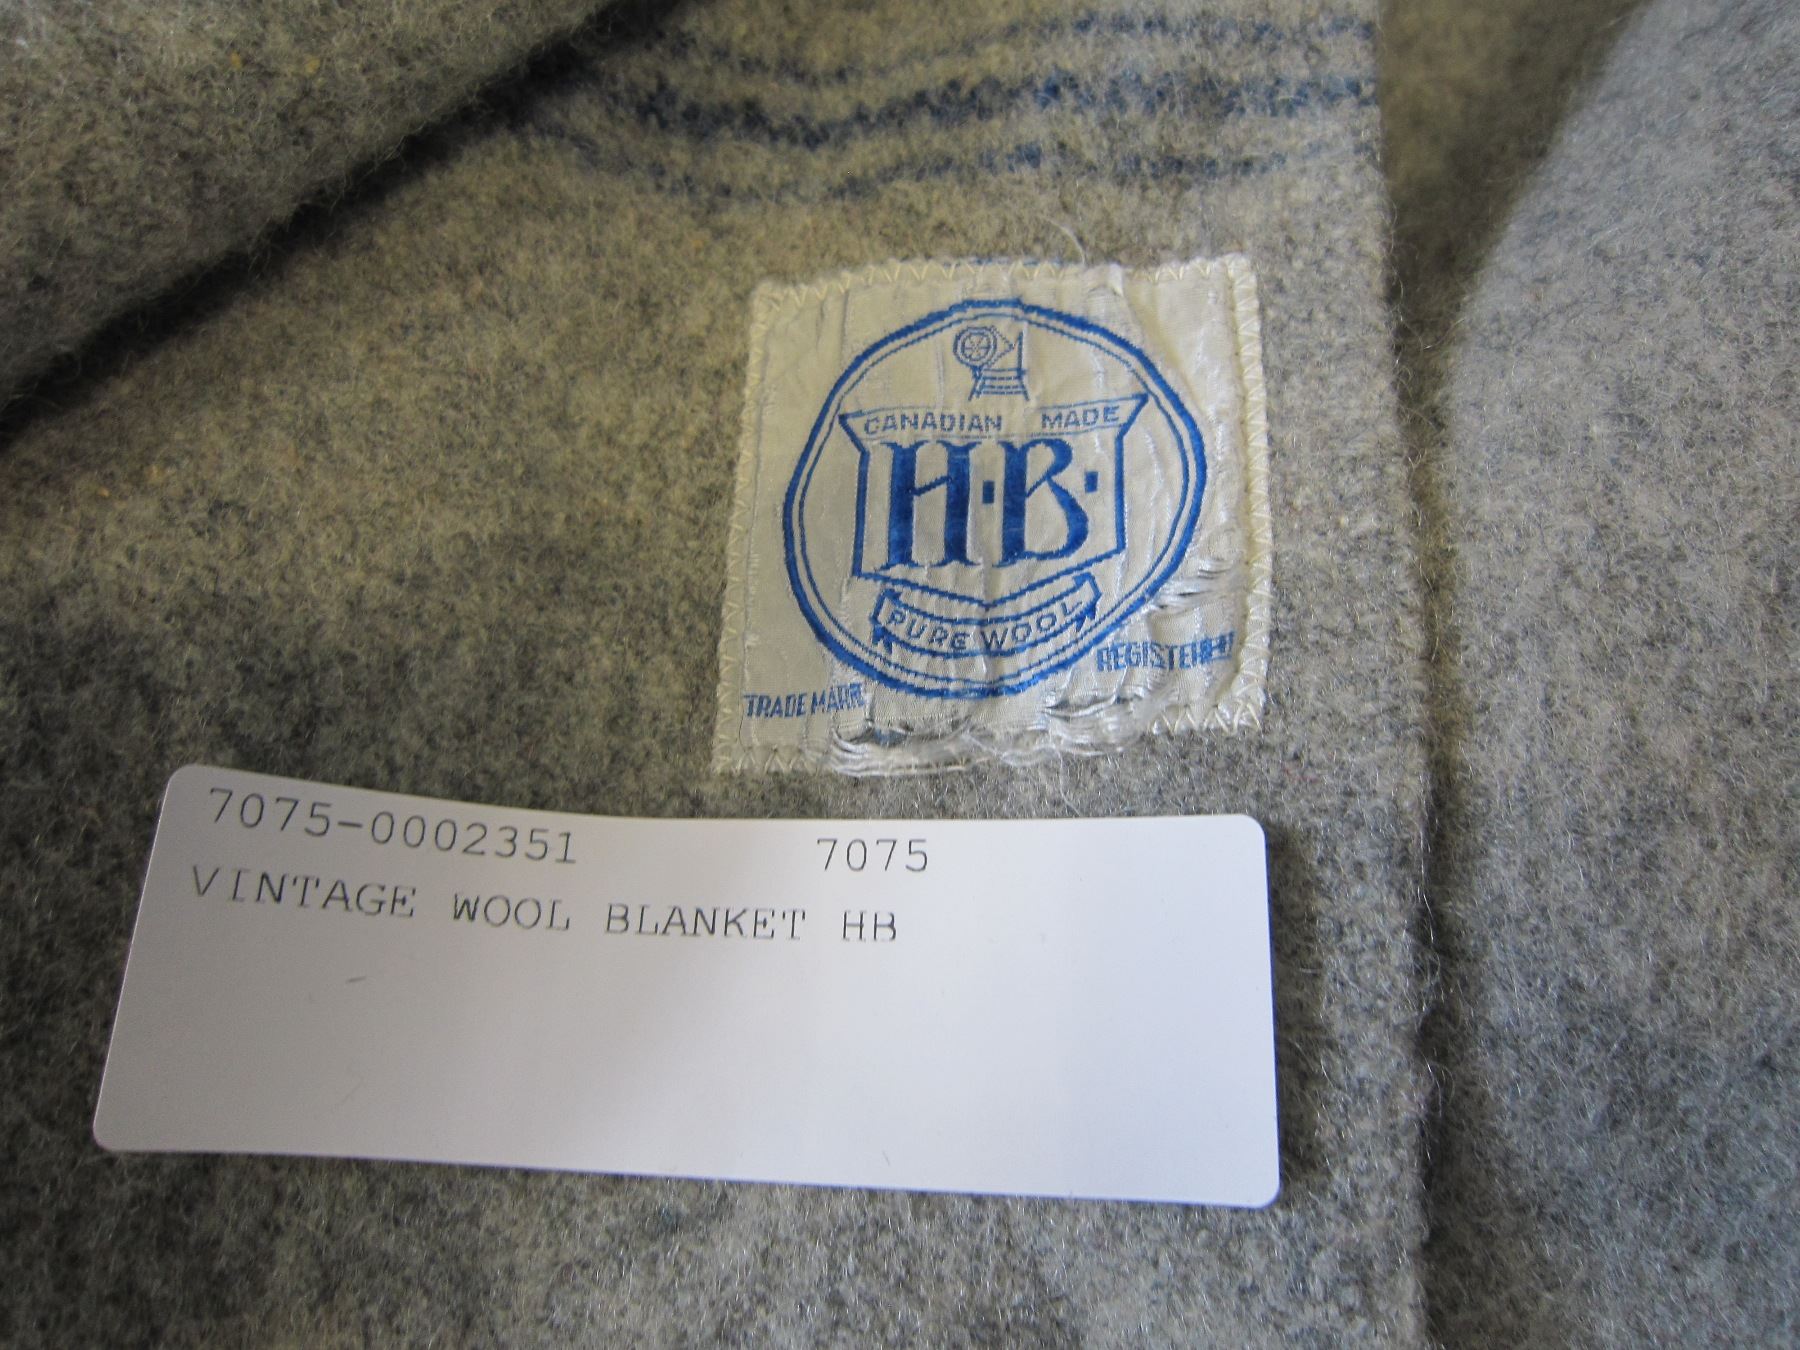 CANADIAN MADE
H·B·
PURE WOOL
TRADE MARK REGISTERED
7075-0002351 7075
VINTAGE WOOL BLANKET HB